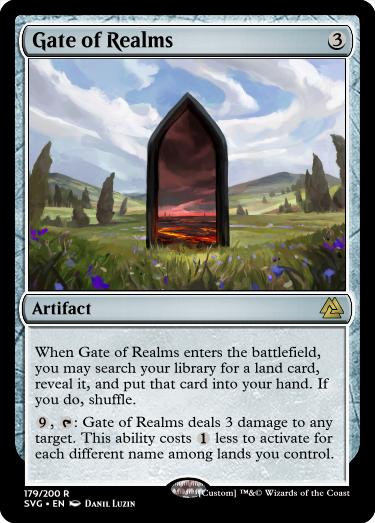 Gate of Realms 3
Artifact
When Gate of Realms enters the battlefield,
you may search your library for a land card,
reveal it, and put that card into your hand. If
you do, shuffle.
9, : Gate of Realms deals 3 damage to any
target. This ability costs 1 less to activate for
each different name among lands you control.
179/200 R
SVG • EN Danil Luzin
[Custom] ™&© Wizards of the Coast